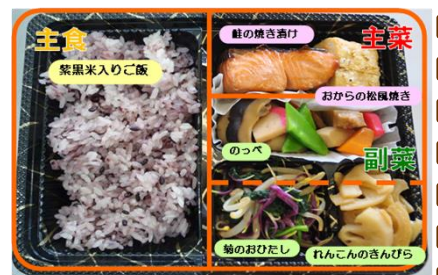 主食
紫黒米入りご飯
主菜
鮭の焼き漬け
おからの松風焼き
のっぺ
副菜
菊のおひたし
れんこんのきんぴら